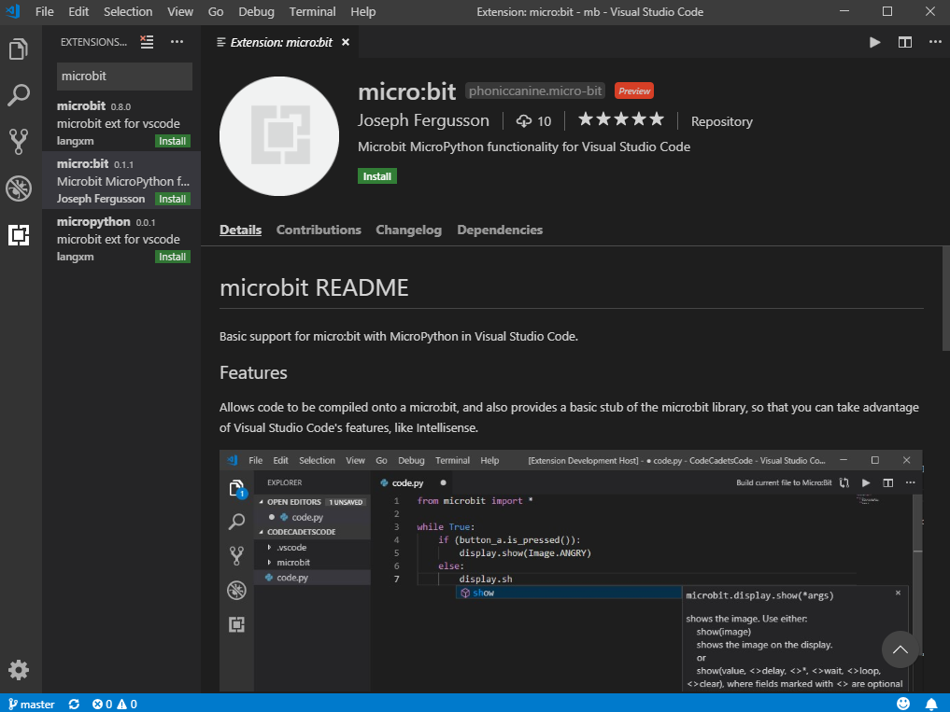 File Edit Selection View Go Debug Terminal Help
Extension: micro:bit - mb - Visual Studio Code
EXTENSIONS...
microbit
microbit 0.8.0
microbit ext for vscode
langxm Install
micro:bit 0.1.1
Microbit MicroPython f...
Joseph Fergusson Install
micropython 0.0.1
microbit ext for vscode
langxm Install
Extension: micro:bit
micro:bit phoniccanine.micro-bit Preview
Joseph Fergusson 10 Repository
Microbit MicroPython functionality for Visual Studio Code
Install
Details Contributions Changelog Dependencies
microbit README
Basic support for micro:bit with MicroPython in Visual Studio Code.
Features
Allows code to be compiled onto a micro:bit, and also provides a basic stub of the micro:bit library, so that you can take advantage
of Visual Studio Code's features, like Intellisense.
File Edit Selection View Go Debug Terminal Help
[Extension Development Host] - ● code.py - CodeCadetsCode - Visual Studio Co...
EXPLORER
OPEN EDITORS 1 UNSAVED
code.py
CODECADETSCODE
.vscode
microbit
code.py
1
code.py
Build current file to Micro:Bit
1 from microbit import *
2
3 while True:
4 if (button_a.is_pressed()):
5 display.show(Image.ANGRY)
6 else:
7 display.sh
show
microbit.display.show(*args)
shows the image. Use either:
show(image)
shows the image on the display.
or
show(value, <>delay, <>*, <>wait, <>loop,
<>clear), where fields marked with <> are optional
master 0 0